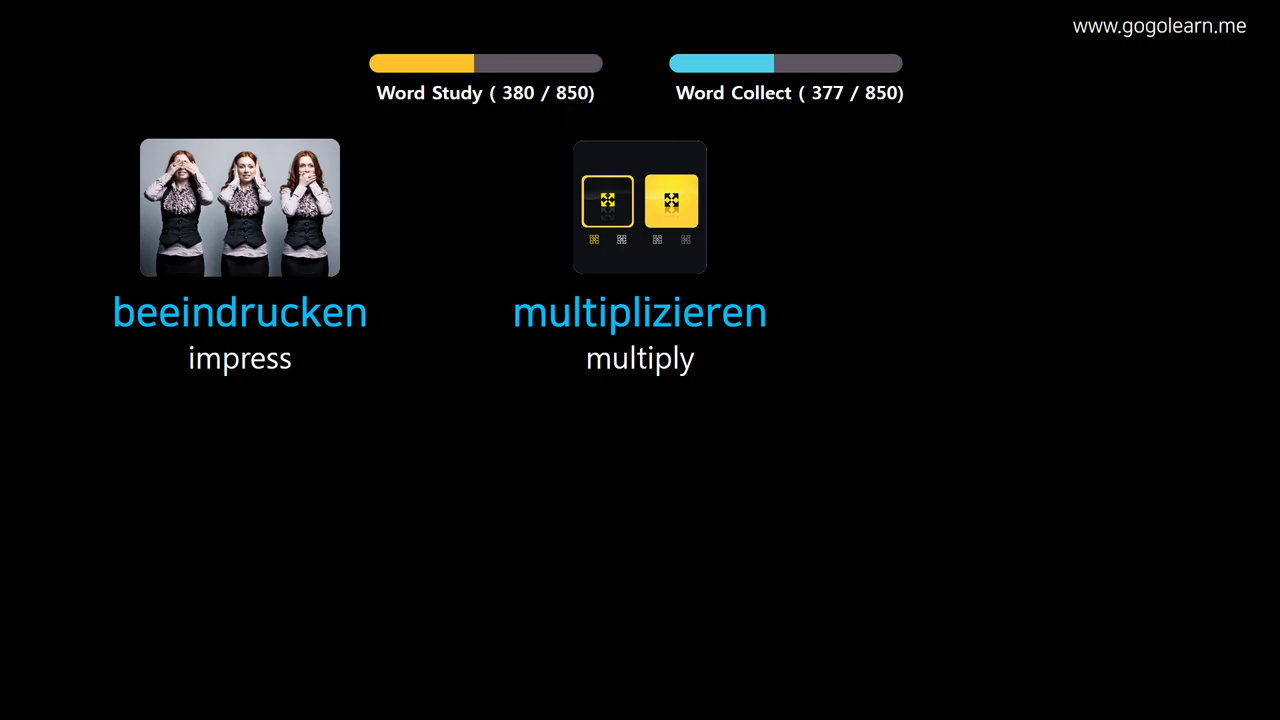 www.gogolearn.me
Word Study ( 380 / 850)
Word Collect ( 377 / 850)
beeindrucken
impress
multiplizieren
multiply